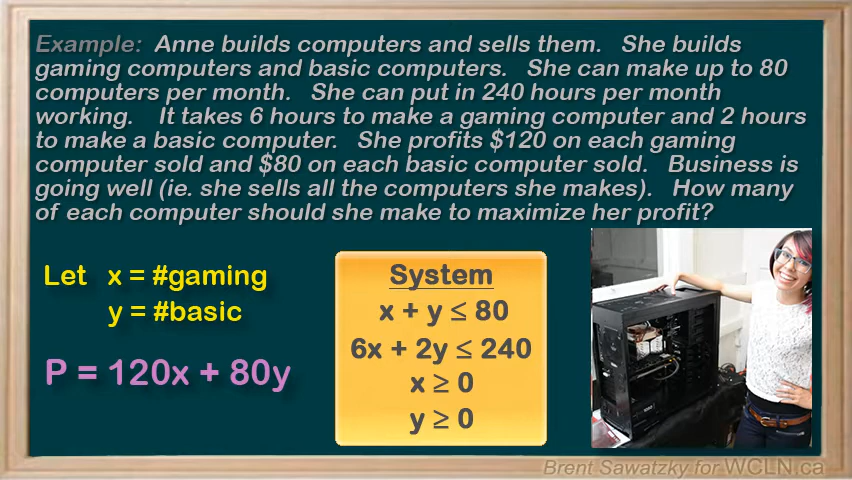 Example:  Anne builds computers and sells them.   She builds
gaming computers and basic computers.   She can make up to 80
computers per month.   She can put in 240 hours per month
working.    It takes 6 hours to make a gaming computer and 2 hours
to make a basic computer.   She profits $120 on each gaming
computer sold and $80 on each basic computer sold.   Business is
going well (ie. she sells all the computers she makes).   How many
of each computer should she make to maximize her profit?
Let   x = #gaming
y = #basic
P = 120x + 80y
System
x + y ≤ 80
6x + 2y ≤ 240
x ≥ 0
y ≥ 0
Brent Sawatzky for WCLN.ca